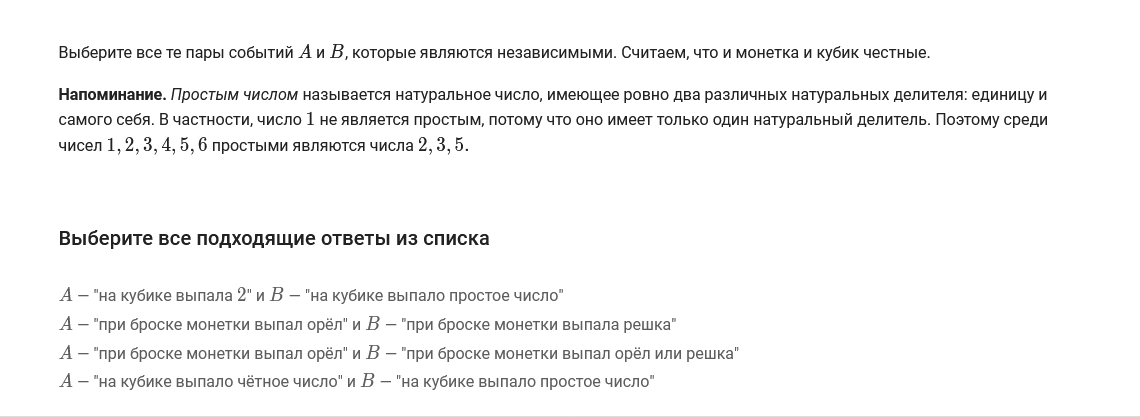 Выберите все те пары событий A и B, которые являются независимыми. Считаем, что и монетка и кубик честные.
Напоминание. Простым числом называется натуральное число, имеющее ровно два различных натуральных делителя: единицу и
самого себя. В частности, число 1 не является простым, потому что оно имеет только один натуральный делитель. Поэтому среди
чисел 1, 2, 3, 4, 5, 6 простыми являются числа 2, 3, 5.
Выберите все подходящие ответы из списка
A – "на кубике выпала 2" и B – "на кубике выпало простое число"
A – "при броске монетки выпал орёл" и B – "при броске монетки выпала решка"
A – "при броске монетки выпал орёл" и B – "при броске монетки выпал орёл или решка"
A – "на кубике выпало чётное число" и B – "на кубике выпало простое число"